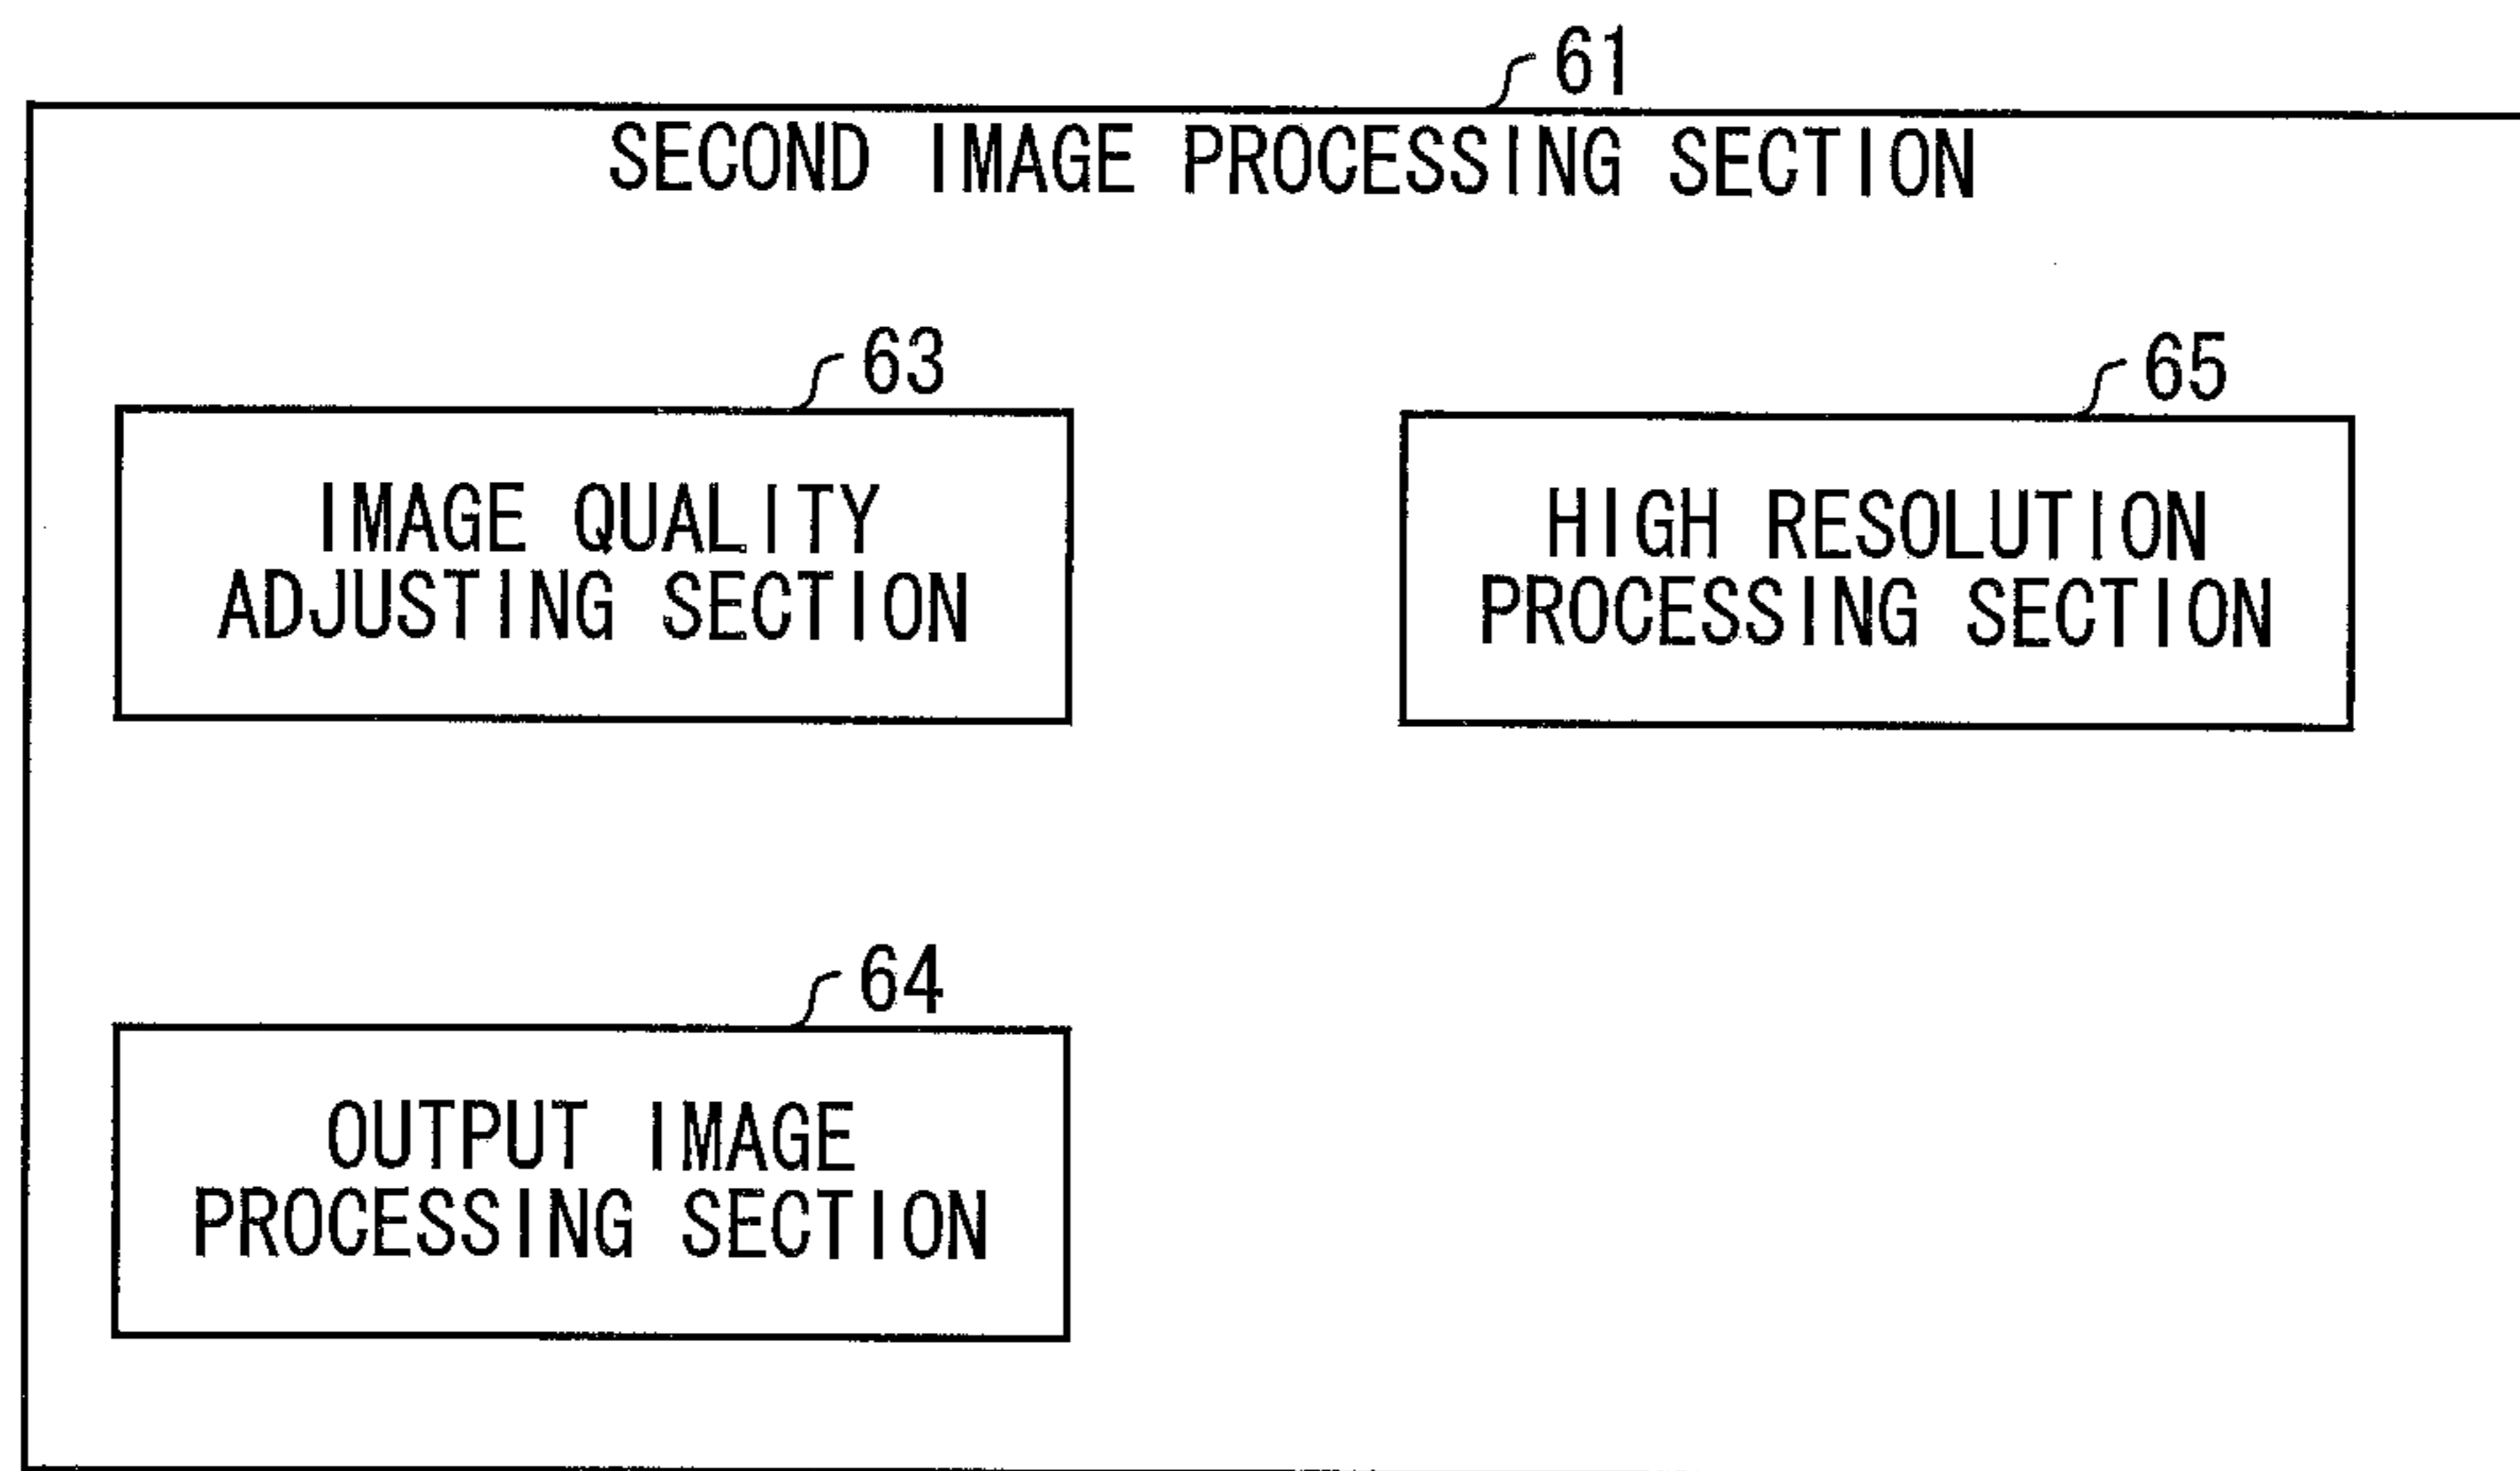 61
SECOND IMAGE PROCESSING SECTION
63
IMAGE QUALITY
ADJUSTING SECTION
65
HIGH RESOLUTION
PROCESSING SECTION
64
OUTPUT IMAGE
PROCESSING SECTION